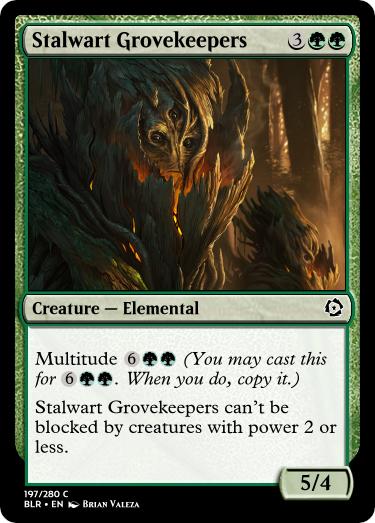 Stalwart Grovekeepers 3
Creature — Elemental
Multitude 6 (You may cast this
for 6. When you do, copy it.)
Stalwart Grovekeepers can't be
blocked by creatures with power 2 or
less.
5/4
197/280 C
BLR • EN Brian Valeza